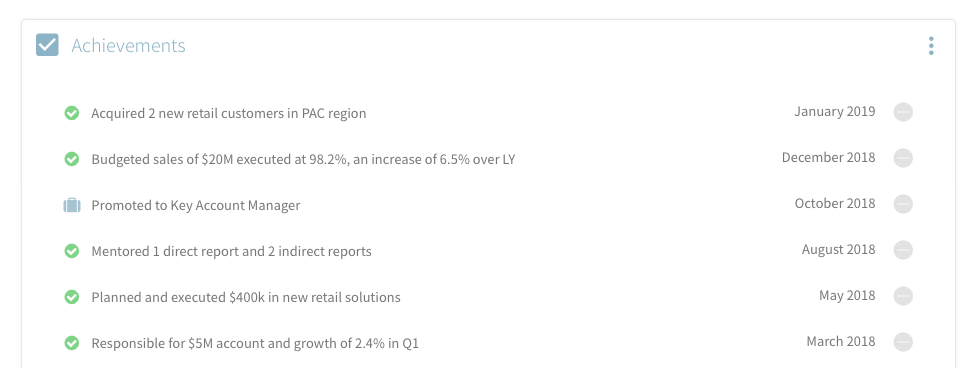 Achievements
Acquired 2 new retail customers in PAC region January 2019
Budgeted sales of $20M executed at 98.2%, an increase of 6.5% over LY December 2018
Promoted to Key Account Manager October 2018
Mentored 1 direct report and 2 indirect reports August 2018
Planned and executed $400k in new retail solutions May 2018
Responsible for $5M account and growth of 2.4% in Q1 March 2018